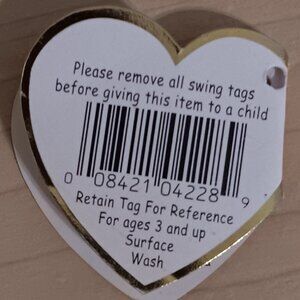 Please remove all swing tags
before giving this item to a child
0 08421 04228 9
Retain Tag For Reference
For ages 3 and up
Surface
Wash